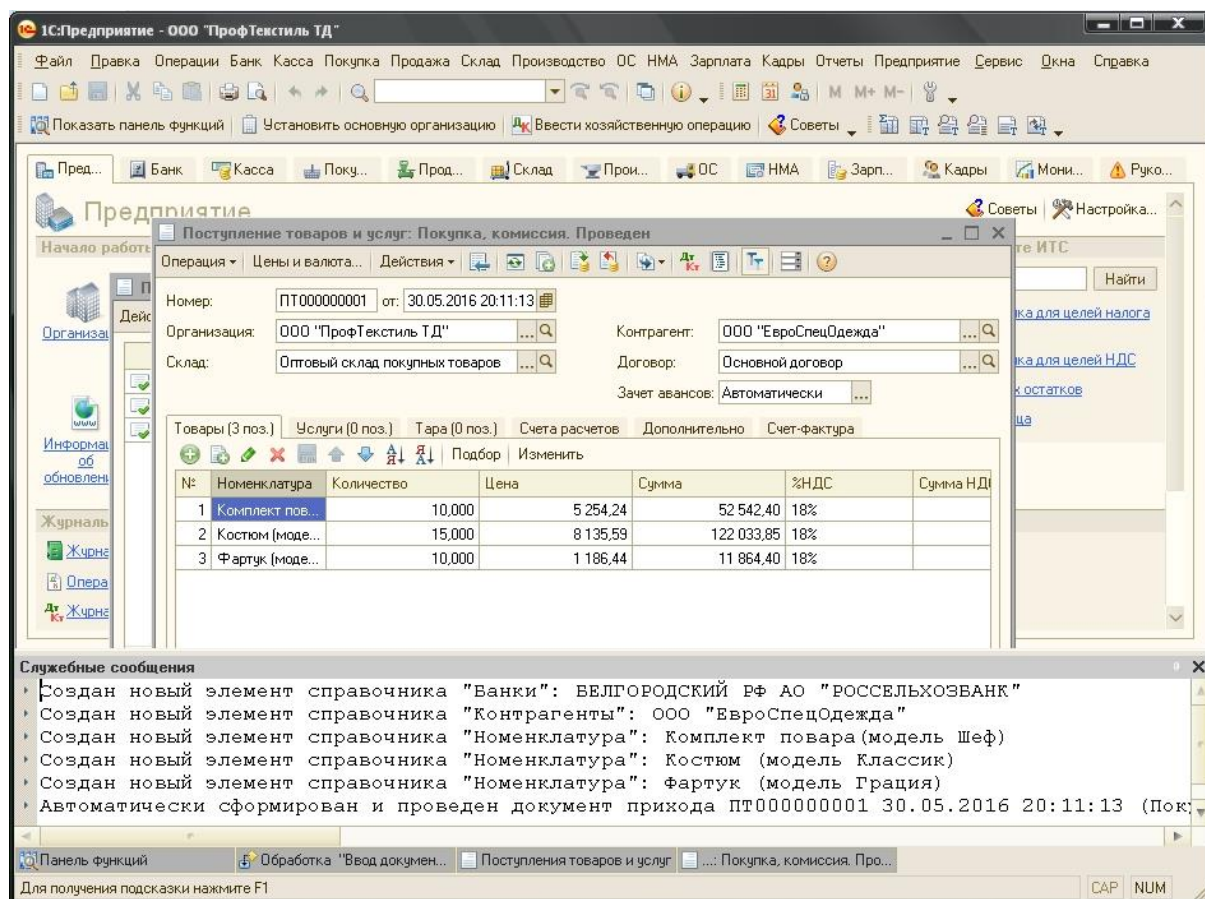 1С:Предприятие - ООО "ПрофТекстиль ТД"
Файл Правка Операции Банк Касса Покупка Продажа Склад Производство ОС НМА Зарплата Кадры Отчеты Предприятие Сервис Окна Справка
M M+ M-
Показать панель функций Установить основную организацию Ввести хозяйственную операцию Советы
Пред... Банк Касса Поку... Прод... Склад Прои... ОС НМА Зарп... Кадры Мони... Руко...
Предприятие Советы Настройка...
Поступление товаров и услуг: Покупка, комиссия. Проведен
Начало работы те ИТС
Операция Цены и валюта... Действия
Найти
Номер: ПТ000000001 от: 30.05.2016 20:11:13
Дейс ка для целей налога
Организац
Организация: ООО "ПрофТекстиль ТД" ... Контрагент: ООО "ЕвроСпецОдежда" ...
Склад: Оптовый склад покупных товаров ... Договор: Основной договор ...
ка для целей НДС
Зачет авансов: Автоматически ...
х остатков
ца
Товары (3 поз.) Услуги (0 поз.) Тара (0 поз.) Счета расчетов Дополнительно Счет-фактура
Информац
об
обновлени
Подбор Изменить
№ Номенклатура Количество Цена Сумма %НДС Сумма НД
1 Комплект пов... 10,000 5 254,24 52 542,40 18%
2 Костюм (моде... 15,000 8 135,59 122 033,85 18%
3 Фартук (моде... 10,000 1 186,44 11 864,40 18%
Журналь
Журна
Опера
Журна
Служебные сообщения
Создан новый элемент справочника "Банки": БЕЛГОРОДСКИЙ РФ АО "РОССЕЛЬХОЗБАНК"
Создан новый элемент справочника "Контрагенты": ООО "ЕвроСпецОдежда"
Создан новый элемент справочника "Номенклатура": Комплект повара(модель Шеф)
Создан новый элемент справочника "Номенклатура": Костюм (модель Классик)
Создан новый элемент справочника "Номенклатура": Фартук (модель Грация)
Автоматически сформирован и проведен документ прихода ПТ000000001 30.05.2016 20:11:13 (Пок
Панель функций Обработка "Ввод докумен... Поступления товаров и услуг ...: Покупка, комиссия. Про...
Для получения подсказки нажмите F1 CAP NUM